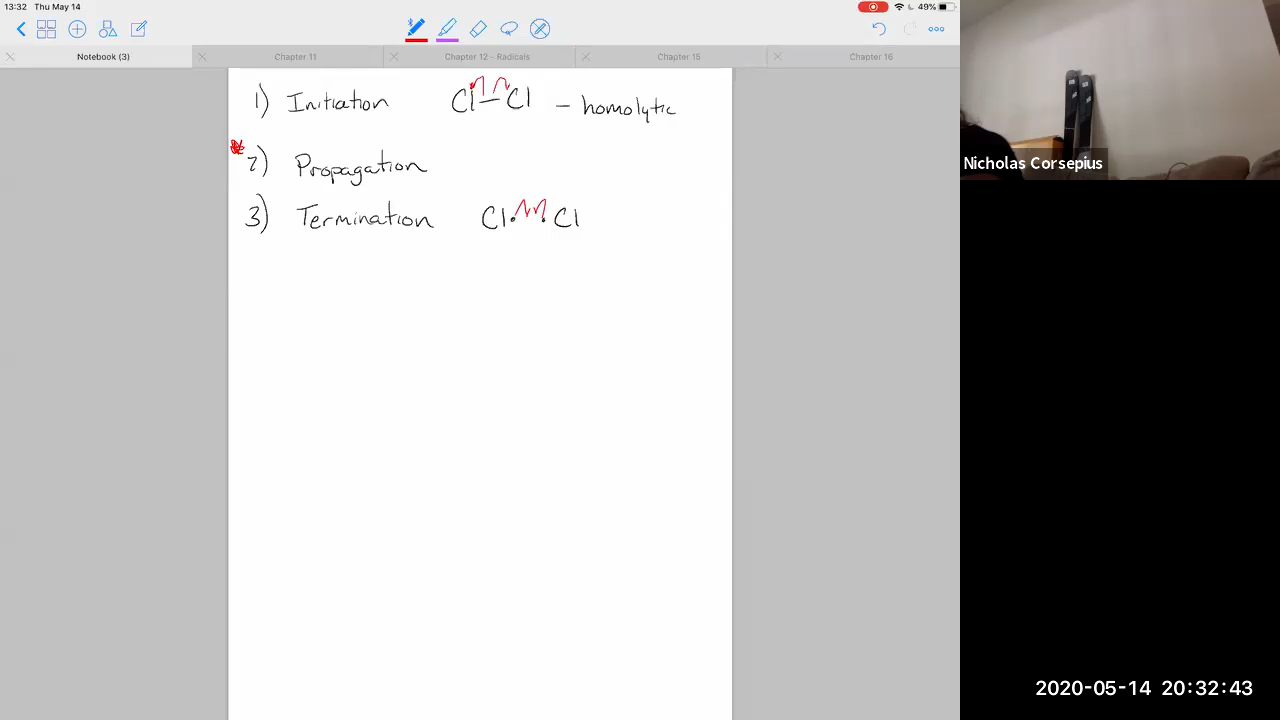 13:32 Thu May 14
49%
Notebook (3)
Chapter 11
Chapter 12 – Radicals
Chapter 15
Chapter 16
1) Initiation Cl—Cl – homolytic
2) Propagation
3) Termination Cl· ·Cl
Nicholas Corsepius
2020-05-14 20:32:43